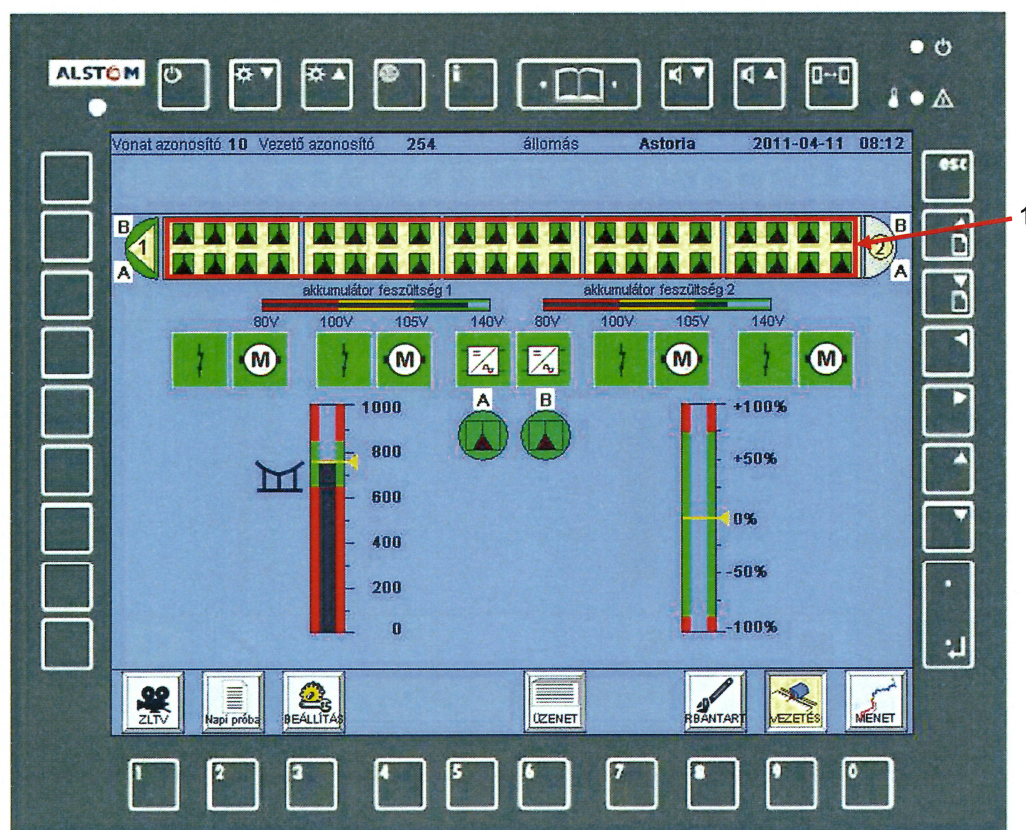 ALSTOM
i
esc
Vonat azonosító 10 Vezető azonosító 254 állomás Astoria 2011-04-11 08:12
1
B B
1 2
A A
akkumulátor feszültség 1 akkumulátor feszültség 2
80V 100V 105V 140V 80V 100V 105V 140V
M M M M
A B
1000 +100%
800 +50%
600 0%
400 -50%
200 -100%
0
ZLTV Napi próba BEÁLLÍTÁS ÜZENET RBANTART VEZETÉS MENET
1 2 3 4 5 6 7 8 9 0